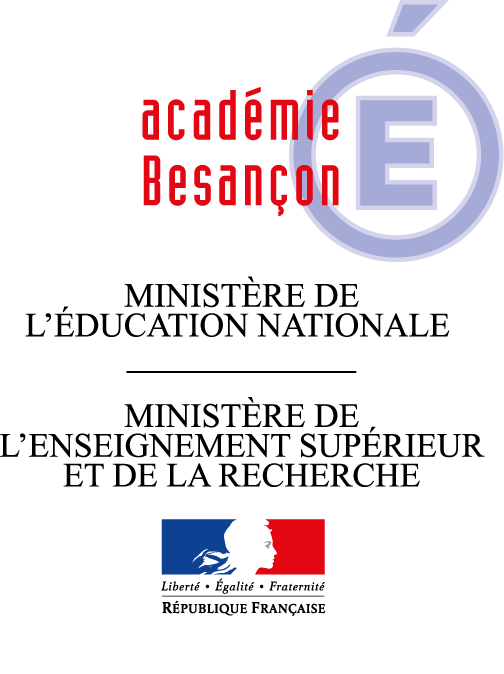 académie
Besançon
É
MINISTÈRE DE
L’ÉDUCATION NATIONALE
MINISTÈRE DE
L’ENSEIGNEMENT SUPÉRIEUR
ET DE LA RECHERCHE
Liberté • Égalité • Fraternité
RÉPUBLIQUE FRANÇAISE